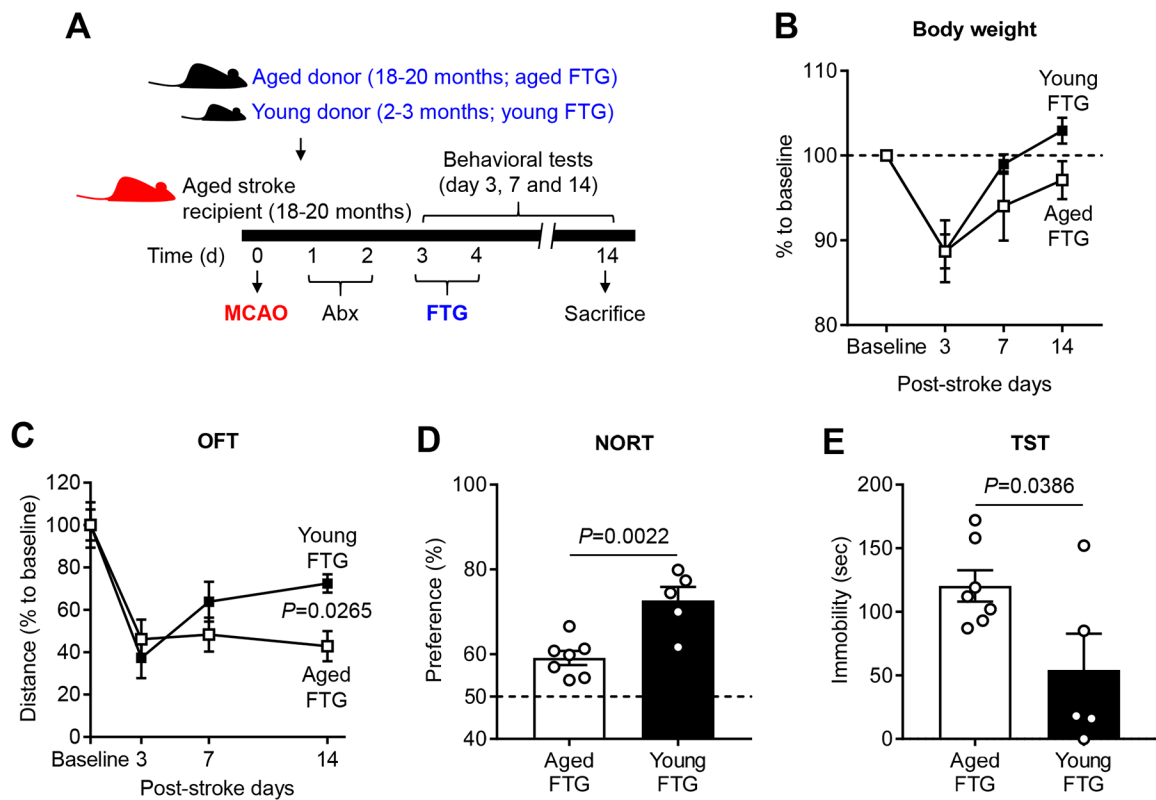 A
Aged donor (18-20 months; aged FTG)
Young donor (2-3 months; young FTG)
Aged stroke
recipient (18-20 months)
Behavioral tests
(day 3, 7 and 14)
Time (d)
0 1 2 3 4 14
MCAO Abx FTG Sacrifice
B
Body weight
% to baseline
110
100
90
80
Young
FTG
Aged
FTG
Baseline 3 7 14
Post-stroke days
C
OFT
Distance (% to baseline)
120
100
80
60
40
20
0
Young
FTG
P=0.0265
Aged
FTG
Baseline 3 7 14
Post-stroke days
D
NORT
Preference (%)
100
80
60
50
40
P=0.0022
Aged
FTG
Young
FTG
E
TST
Immobility (sec)
200
150
100
50
0
P=0.0386
Aged
FTG
Young
FTG